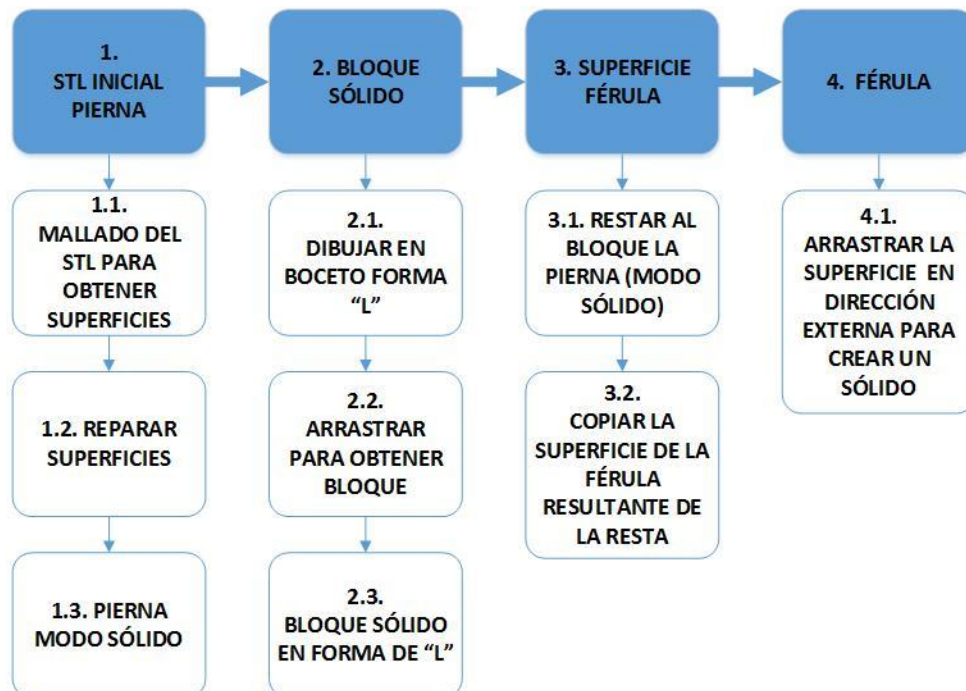 1.
STL INICIAL
PIERNA
2. BLOQUE
SÓLIDO
3. SUPERFICIE
FÉRULA
4. FÉRULA
1.1.
MALLADO DEL
STL PARA
OBTENER
SUPERFICIES
1.2. REPARAR
SUPERFICIES
1.3. PIERNA
MODO SÓLIDO
2.1.
DIBUJAR EN
BOCETO FORMA
“L”
2.2.
ARRASTRAR
PARA OBTENER
BLOQUE
2.3.
BLOQUE SÓLIDO
EN FORMA DE “L”
3.1. RESTAR AL
BLOQUE LA
PIERNA (MODO
SÓLIDO)
3.2.
COPIAR LA
SUPERFICIE DE LA
FÉRULA
RESULTANTE DE
LA RESTA
4.1.
ARRASTRAR LA
SUPERFICIE EN
DIRECCIÓN
EXTERNA PARA
CREAR UN
SÓLIDO